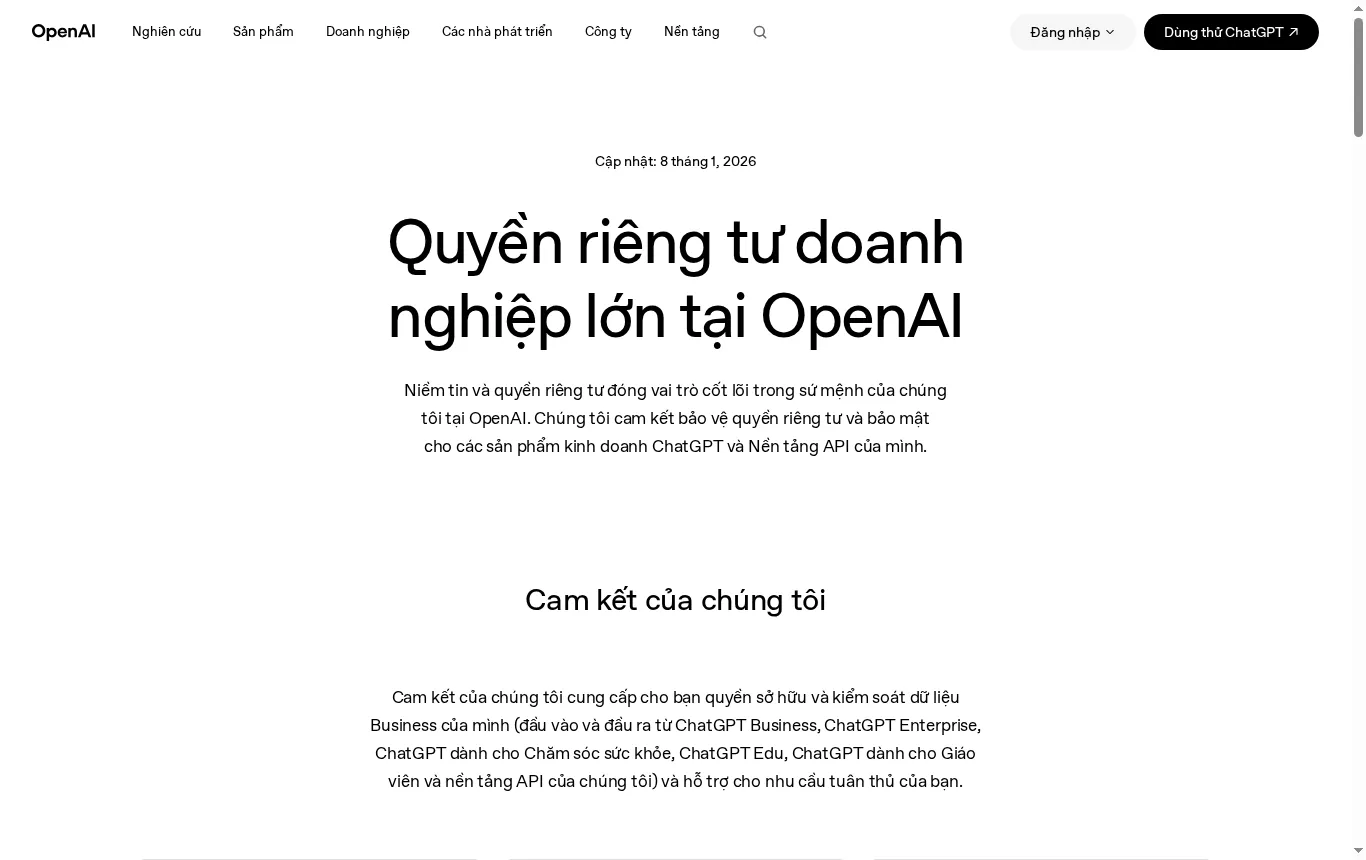 OpenAI
Nghiên cứu
Sản phẩm
Doanh nghiệp
Các nhà phát triển
Công ty
Nền tảng
Đăng nhập
Dùng thử ChatGPT ↗
Cập nhật: 8 tháng 1, 2026
Quyền riêng tư doanh
nghiệp lớn tại OpenAI
Niềm tin và quyền riêng tư đóng vai trò cốt lõi trong sứ mệnh của chúng
tôi tại OpenAI. Chúng tôi cam kết bảo vệ quyền riêng tư và bảo mật
cho các sản phẩm kinh doanh ChatGPT và Nền tảng API của mình.
Cam kết của chúng tôi
Cam kết của chúng tôi cung cấp cho bạn quyền sở hữu và kiểm soát dữ liệu
Business của mình (đầu vào và đầu ra từ ChatGPT Business, ChatGPT Enterprise,
ChatGPT dành cho Chăm sóc sức khỏe, ChatGPT Edu, ChatGPT dành cho Giáo
viên và nền tảng API của chúng tôi) và hỗ trợ cho nhu cầu tuân thủ của bạn.